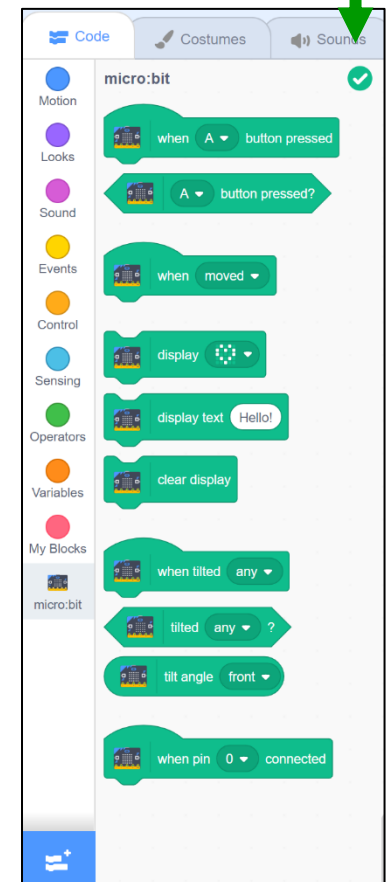 Code Costumes Sounds
micro:bit
Motion
when A button pressed
Looks
A button pressed?
Sound
Events
when moved
Control
display
Sensing
display text Hello!
Operators
clear display
Variables
My Blocks
when tilted any
micro:bit
tilted any ?
tilt angle front
when pin 0 connected